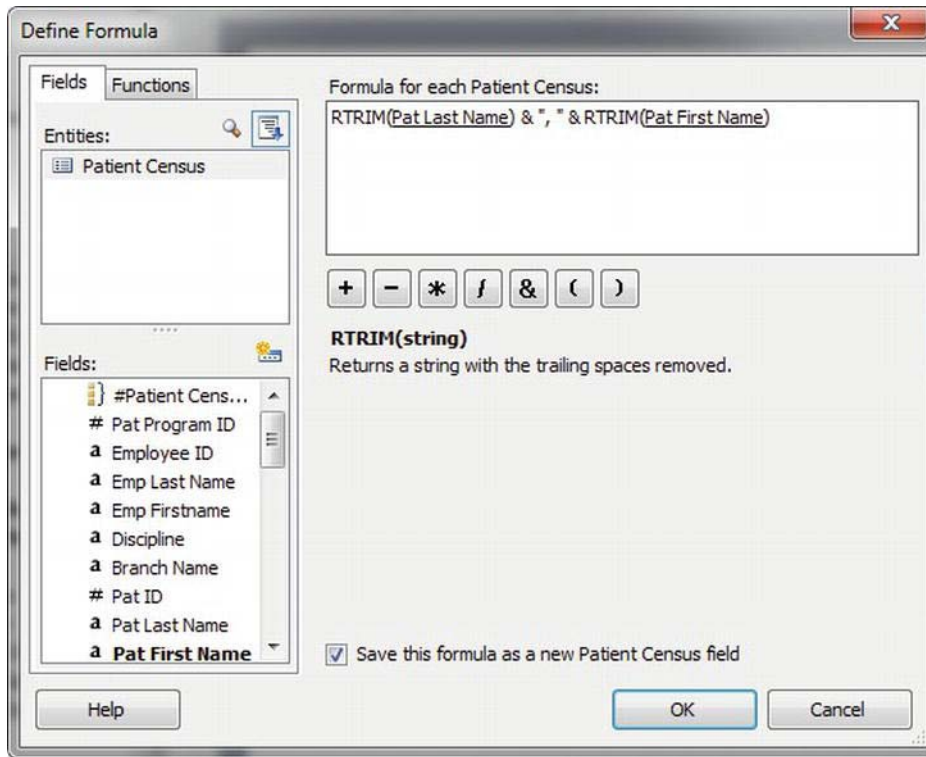 Define Formula
Fields
Functions
Entities:
Patient Census
Fields:
#Patient Cens...
# Pat Program ID
a Employee ID
a Emp Last Name
a Emp Firstname
a Discipline
a Branch Name
# Pat ID
a Pat Last Name
a Pat First Name
Formula for each Patient Census:
RTRIM(Pat Last Name) & ", " & RTRIM(Pat First Name)
+ - * / & ( )
RTRIM(string)
Returns a string with the trailing spaces removed.
Save this formula as a new Patient Census field
Help
OK
Cancel